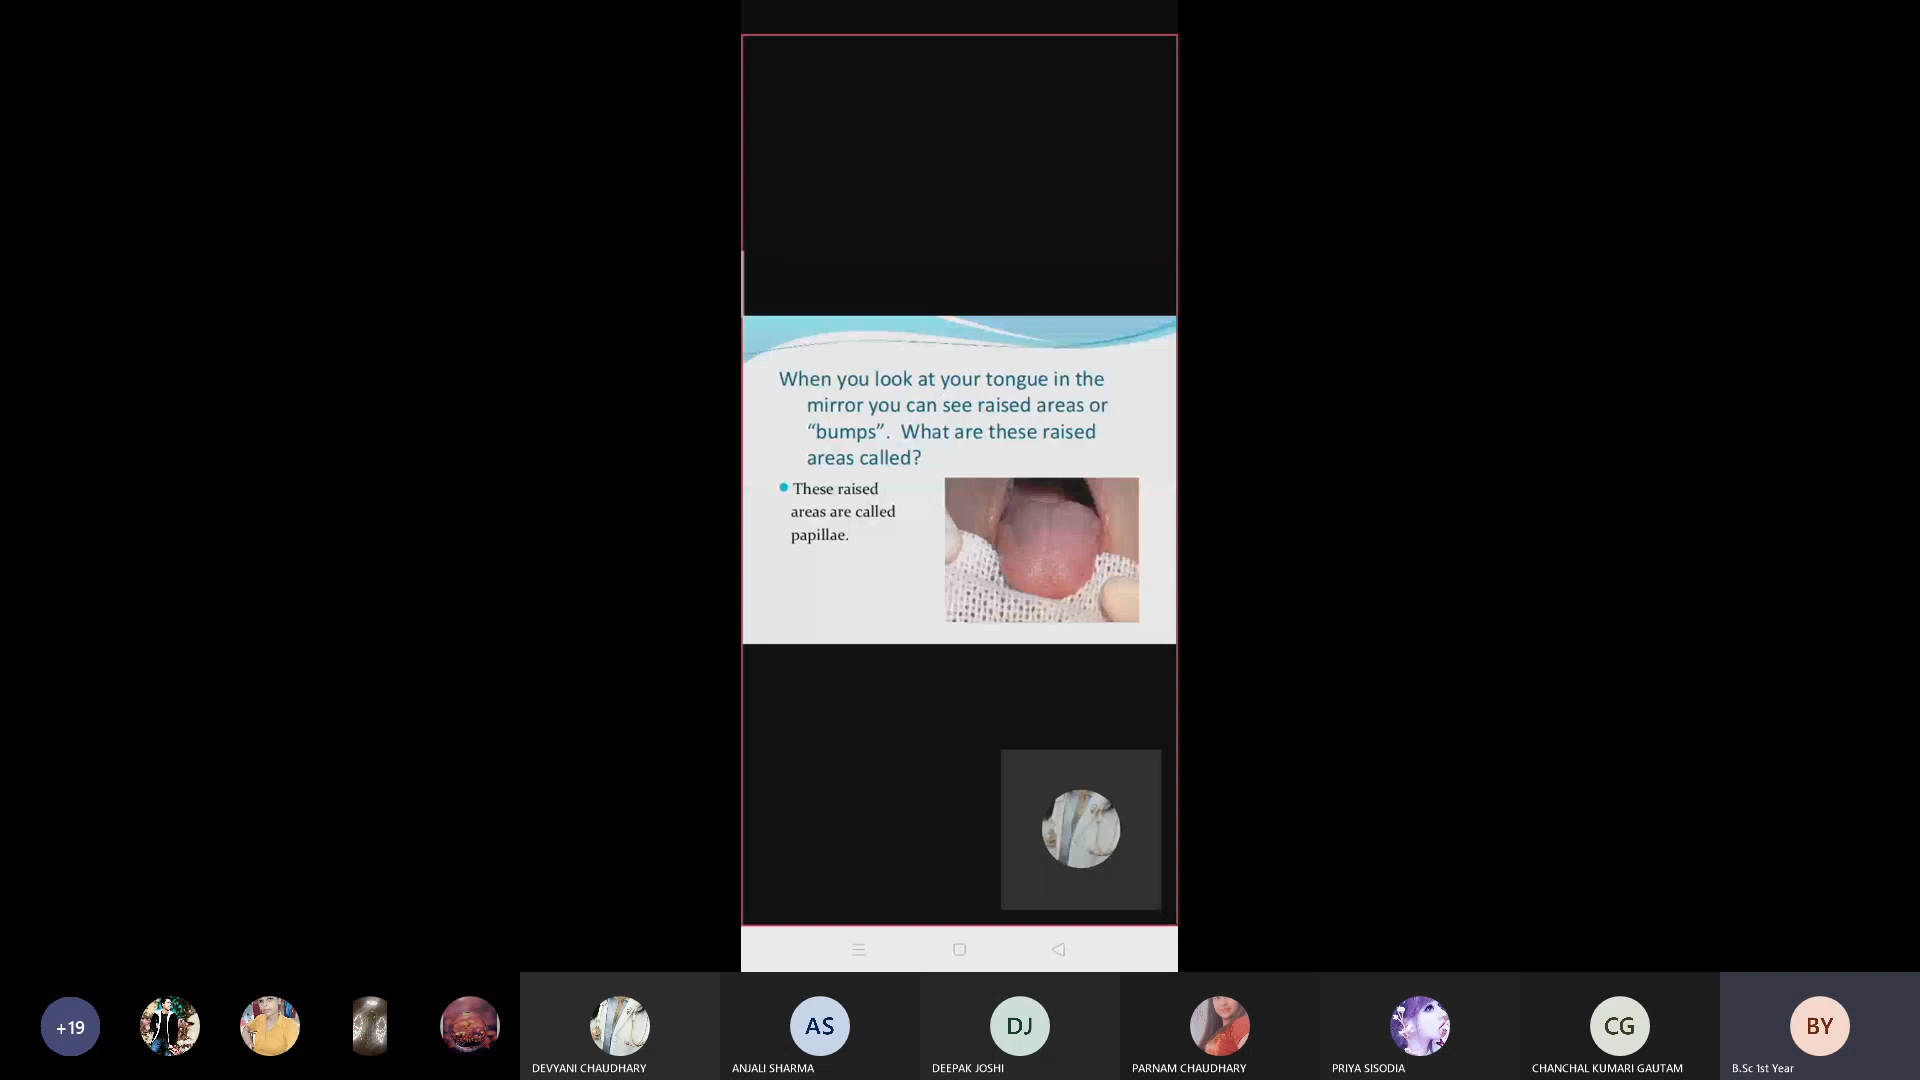 When you look at your tongue in the
mirror you can see raised areas or
“bumps”.  What are these raised
areas called?
These raised
areas are called
papillae.
+19
AS
DJ
CG
BY
DEVYANI CHAUDHARY
ANJALI SHARMA
DEEPAK JOSHI
PARNAM CHAUDHARY
PRIYA SISODIA
CHANCHAL KUMARI GAUTAM
B.Sc 1st Year